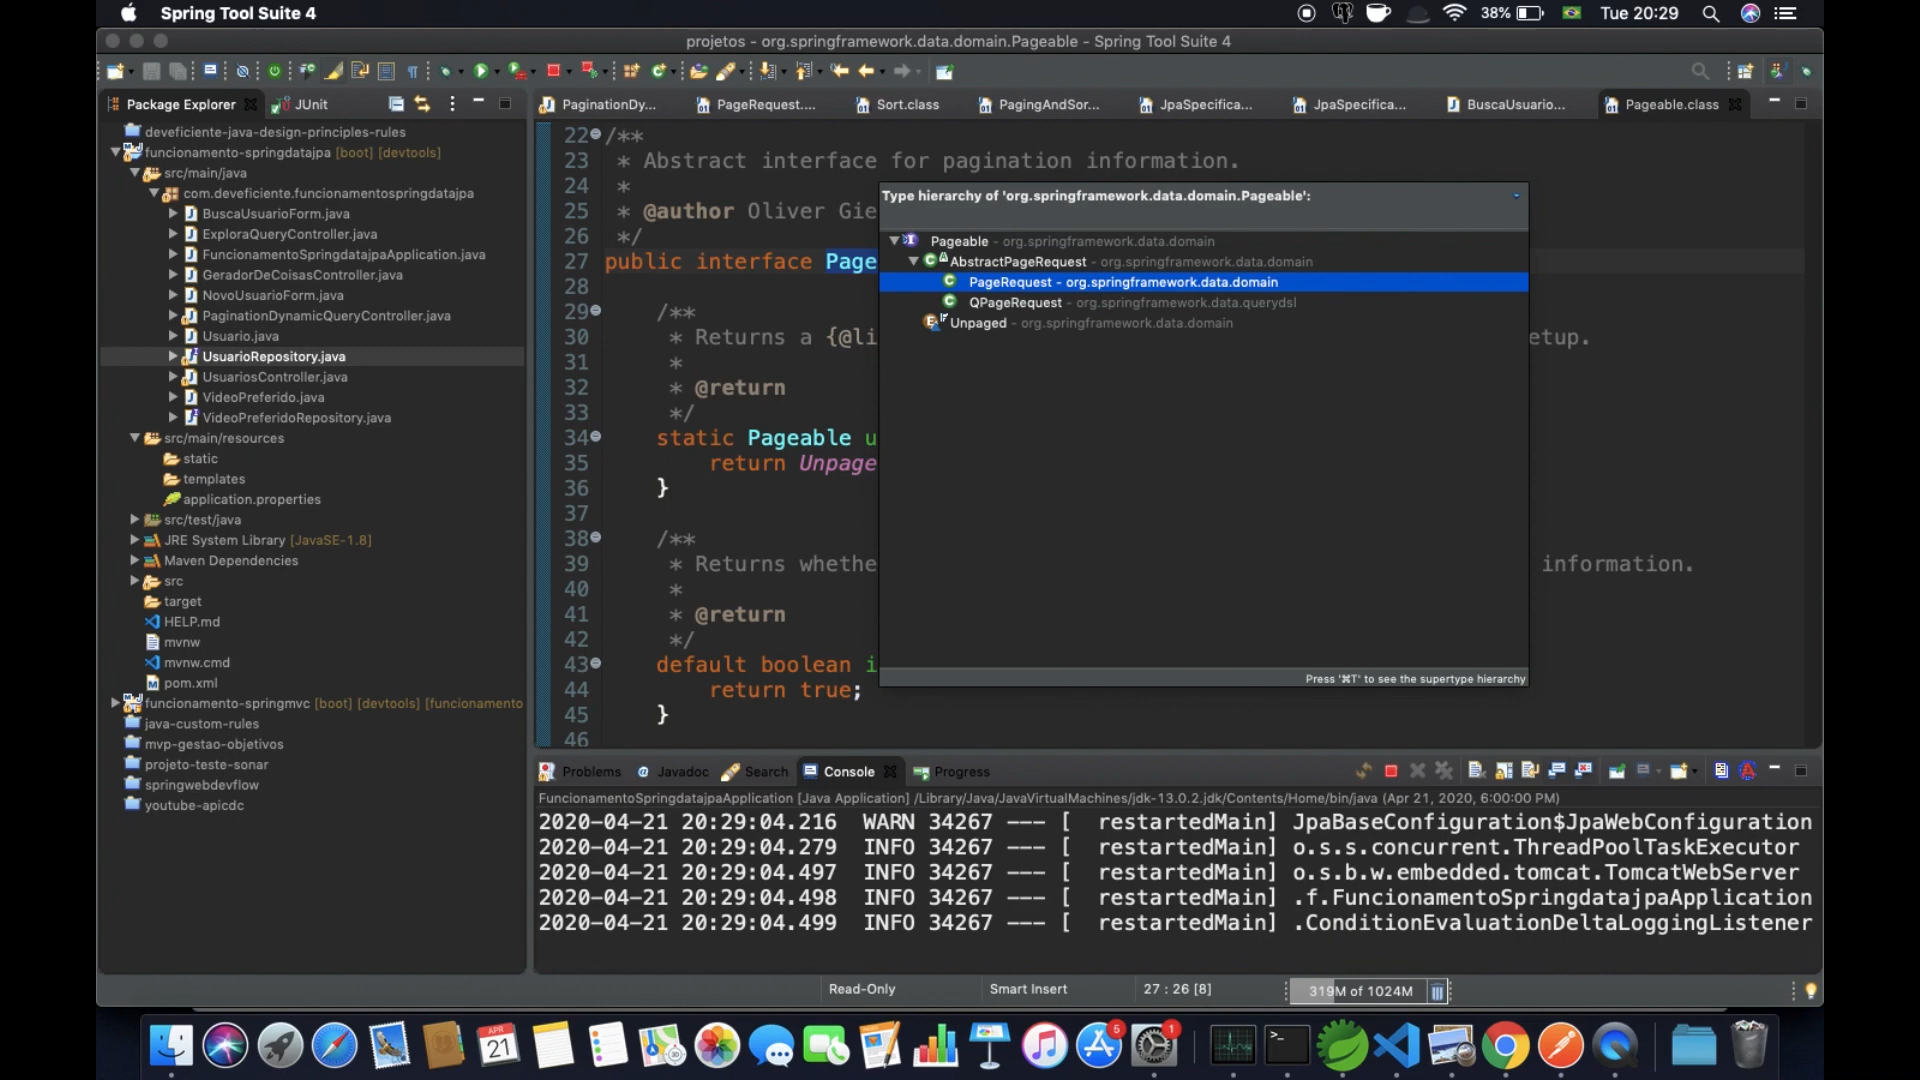 Spring Tool Suite 4
38%
Tue 20:29
projetos - org.springframework.data.domain.Pageable - Spring Tool Suite 4
Package Explorer
JUnit
PaginationDy...
PageRequest....
Sort.class
PagingAndSor...
JpaSpecifica...
JpaSpecifica...
BuscaUsuario...
Pageable.class
deveficiente-java-design-principles-rules
funcionamento-springdatajpa [boot] [devtools]
src/main/java
com.deveficiente.funcionamentospringdatajpa
BuscaUsuarioForm.java
ExploraQueryController.java
FuncionamentoSpringdatajpaApplication.java
GeradorDeCoisasController.java
NovoUsuarioForm.java
PaginationDynamicQueryController.java
Usuario.java
UsuarioRepository.java
UsuariosController.java
VideoPreferido.java
VideoPreferidoRepository.java
src/main/resources
static
templates
application.properties
src/test/java
JRE System Library [JavaSE-1.8]
Maven Dependencies
src
target
HELP.md
mvnw
mvnw.cmd
pom.xml
funcionamento-springmvc [boot] [devtools] [funcionamento
java-custom-rules
mvp-gestao-objetivos
projeto-teste-sonar
springwebdevflow
youtube-apicdc
22 /**
23 * Abstract interface for pagination information.
24 *
25 * @author Oliver Gie
26 */
27 public interface Page
28
29 /**
30 * Returns a {@li etup.
31 *
32 * @return
33 */
34 static Pageable u
35 return Unpage
36 }
37
38 /**
39 * Returns whethe information.
40 *
41 * @return
42 */
43 default boolean i
44 return true;
45 }
46
Type hierarchy of 'org.springframework.data.domain.Pageable':
Pageable - org.springframework.data.domain
AbstractPageRequest - org.springframework.data.domain
PageRequest - org.springframework.data.domain
QPageRequest - org.springframework.data.querydsl
Unpaged - org.springframework.data.domain
Press '⌘T' to see the supertype hierarchy
Problems
Javadoc
Search
Console
Progress
FuncionamentoSpringdatajpaApplication [Java Application] /Library/Java/JavaVirtualMachines/jdk-13.0.2.jdk/Contents/Home/bin/java (Apr 21, 2020, 6:00:00 PM)
2020-04-21 20:29:04.216 WARN 34267 --- [ restartedMain] JpaBaseConfiguration$JpaWebConfiguration
2020-04-21 20:29:04.279 INFO 34267 --- [ restartedMain] o.s.s.concurrent.ThreadPoolTaskExecutor
2020-04-21 20:29:04.497 INFO 34267 --- [ restartedMain] o.s.b.w.embedded.tomcat.TomcatWebServer
2020-04-21 20:29:04.498 INFO 34267 --- [ restartedMain] .f.FuncionamentoSpringdatajpaApplication
2020-04-21 20:29:04.499 INFO 34267 --- [ restartedMain] .ConditionEvaluationDeltaLoggingListener
Read-Only
Smart Insert
27 : 26 [8]
319M of 1024M
APR
21
5
1